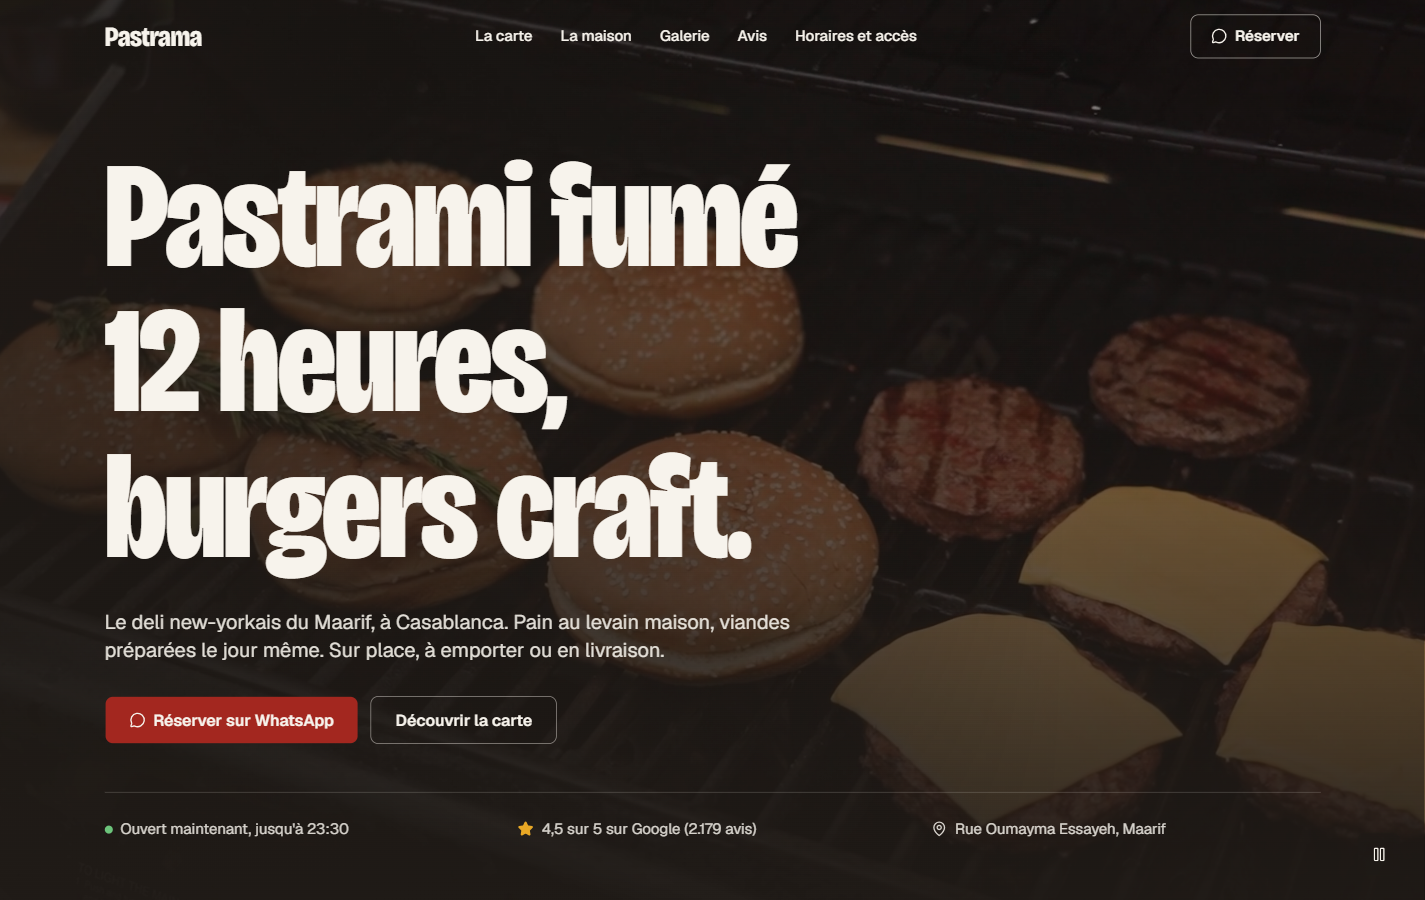 Pastrama
La carte
La maison
Galerie
Avis
Horaires et accès
Réserver
Pastrami fumé
12 heures,
burgers craft.
Le deli new-yorkais du Maarif, à Casablanca. Pain au levain maison, viandes
préparées le jour même. Sur place, à emporter ou en livraison.
Réserver sur WhatsApp
Découvrir la carte
Ouvert maintenant, jusqu'à 23:30
4,5 sur 5 sur Google (2.179 avis)
Rue Oumayma Essayeh, Maarif